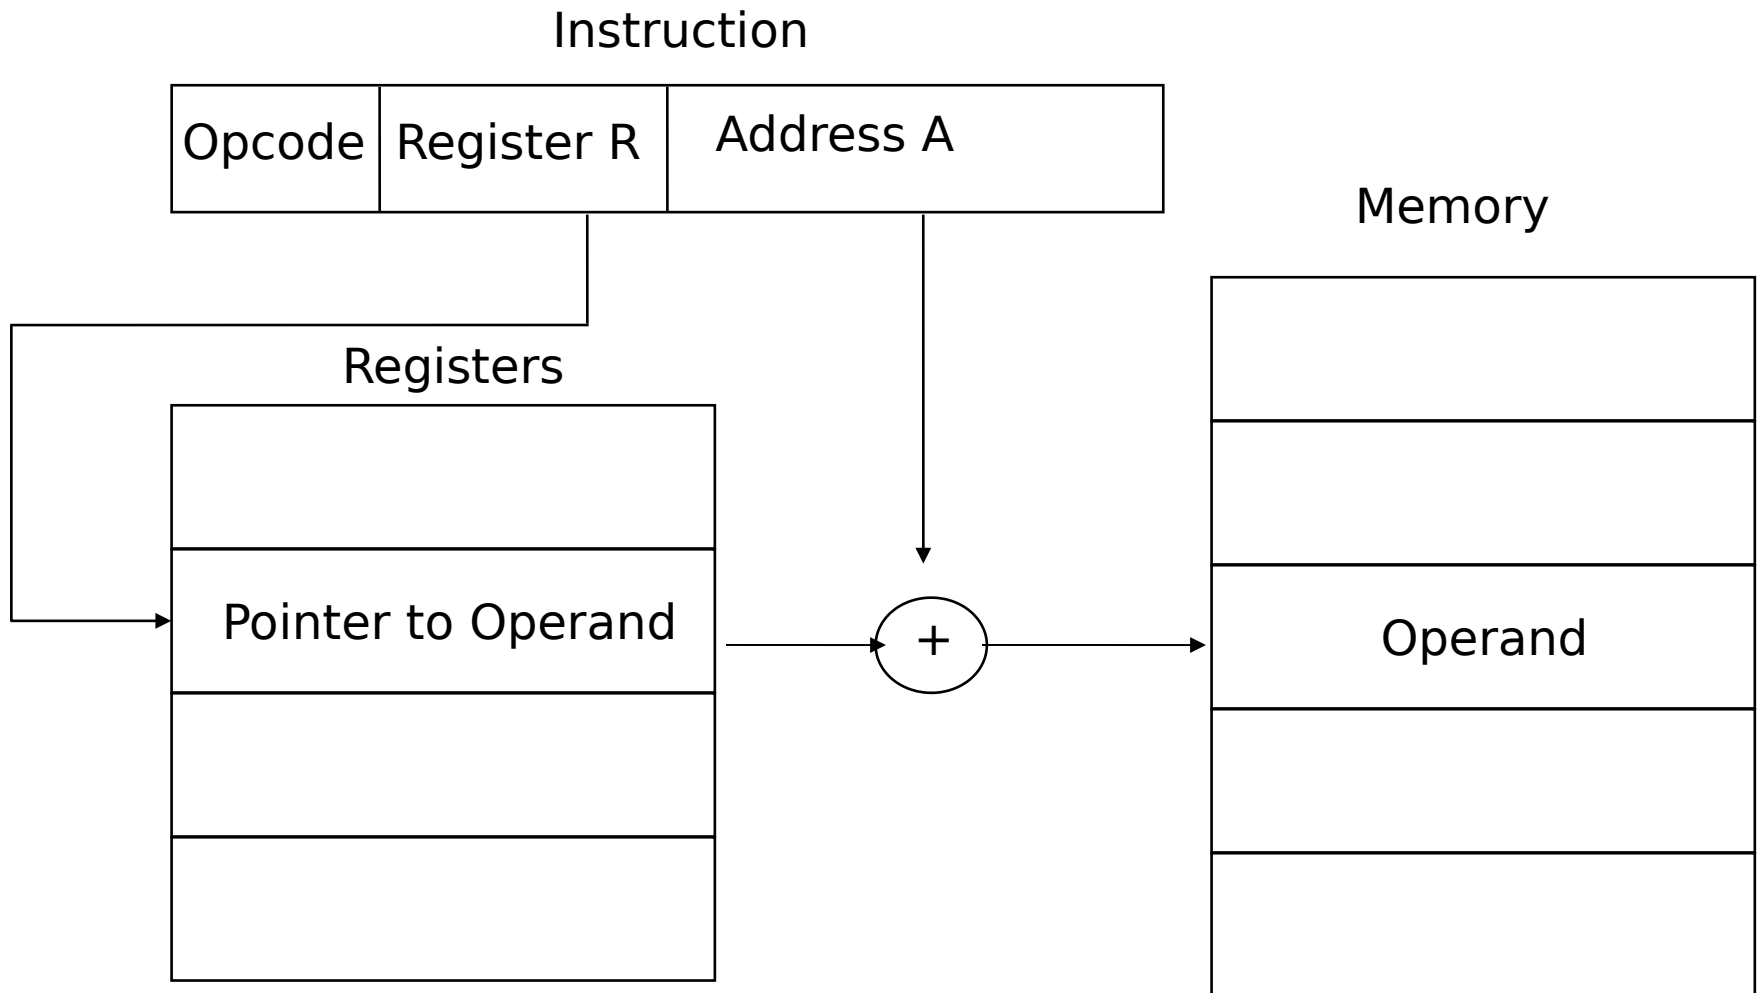 Instruction
Opcode Register R Address A
Memory
Registers
Pointer to Operand
+
Operand